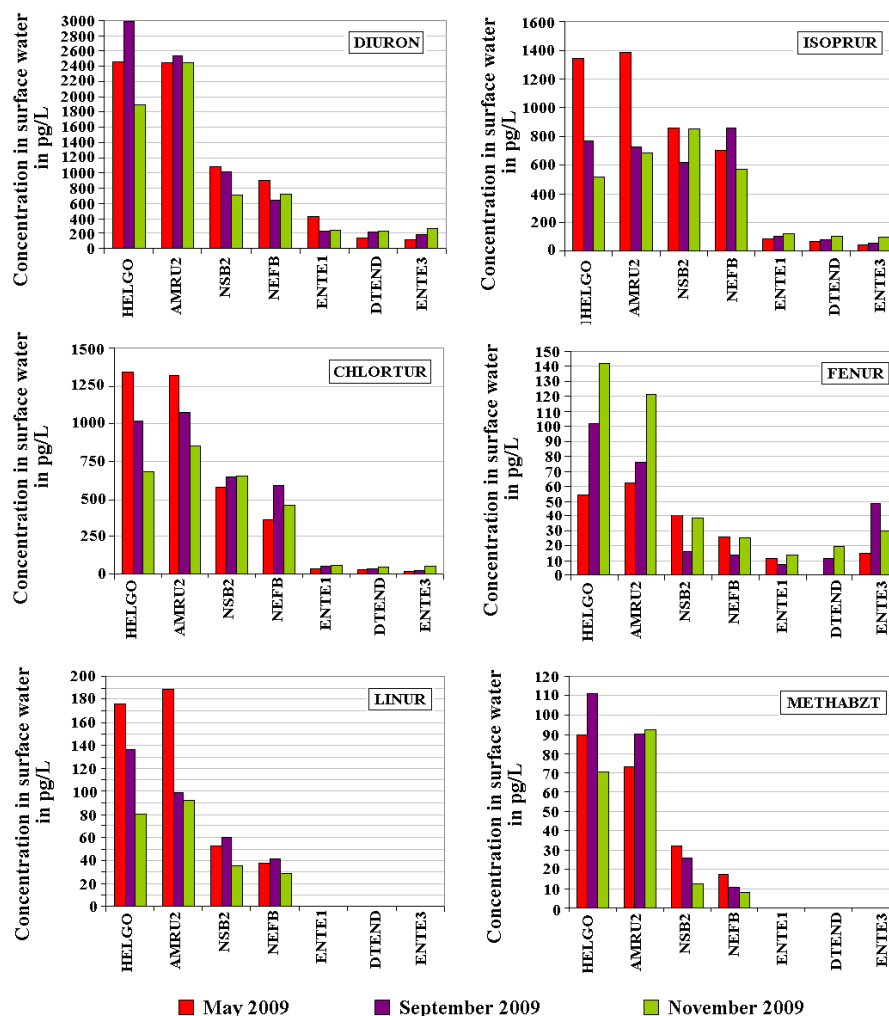 Concentration in surface water
in pg/L
3000
2800
2600
2400
2200
2000
1800
1600
1400
1200
1000
800
600
400
200
0
DIURON
HELGO
AMRU2
NSB2
NEFB
ENTE1
DTEND
ENTE3
Concentration in surface water
in pg/L
1600
1400
1200
1000
800
600
400
200
0
ISOPRUR
HELGO
AMRU2
NSB2
NEFB
ENTE1
DTEND
ENTE3
Concentration in surface water
in pg/L
1500
1250
1000
750
500
250
0
CHLORTUR
HELGO
AMRU2
NSB2
NEFB
ENTE1
DTEND
ENTE3
Concentration in surface water
in pg/L
150
140
130
120
110
100
90
80
70
60
50
40
30
20
10
0
FENUR
HELGO
AMRU2
NSB2
NEFB
ENTE1
DTEND
ENTE3
Concentration in surface water
in pg/L
200
180
160
140
120
100
80
60
40
20
0
LINUR
HELGO
AMRU2
NSB2
NEFB
ENTE1
DTEND
ENTE3
Concentration in surface water
in pg/L
120
110
100
90
80
70
60
50
40
30
20
10
0
METHABZT
HELGO
AMRU2
NSB2
NEFB
ENTE1
DTEND
ENTE3
May 2009
September 2009
November 2009